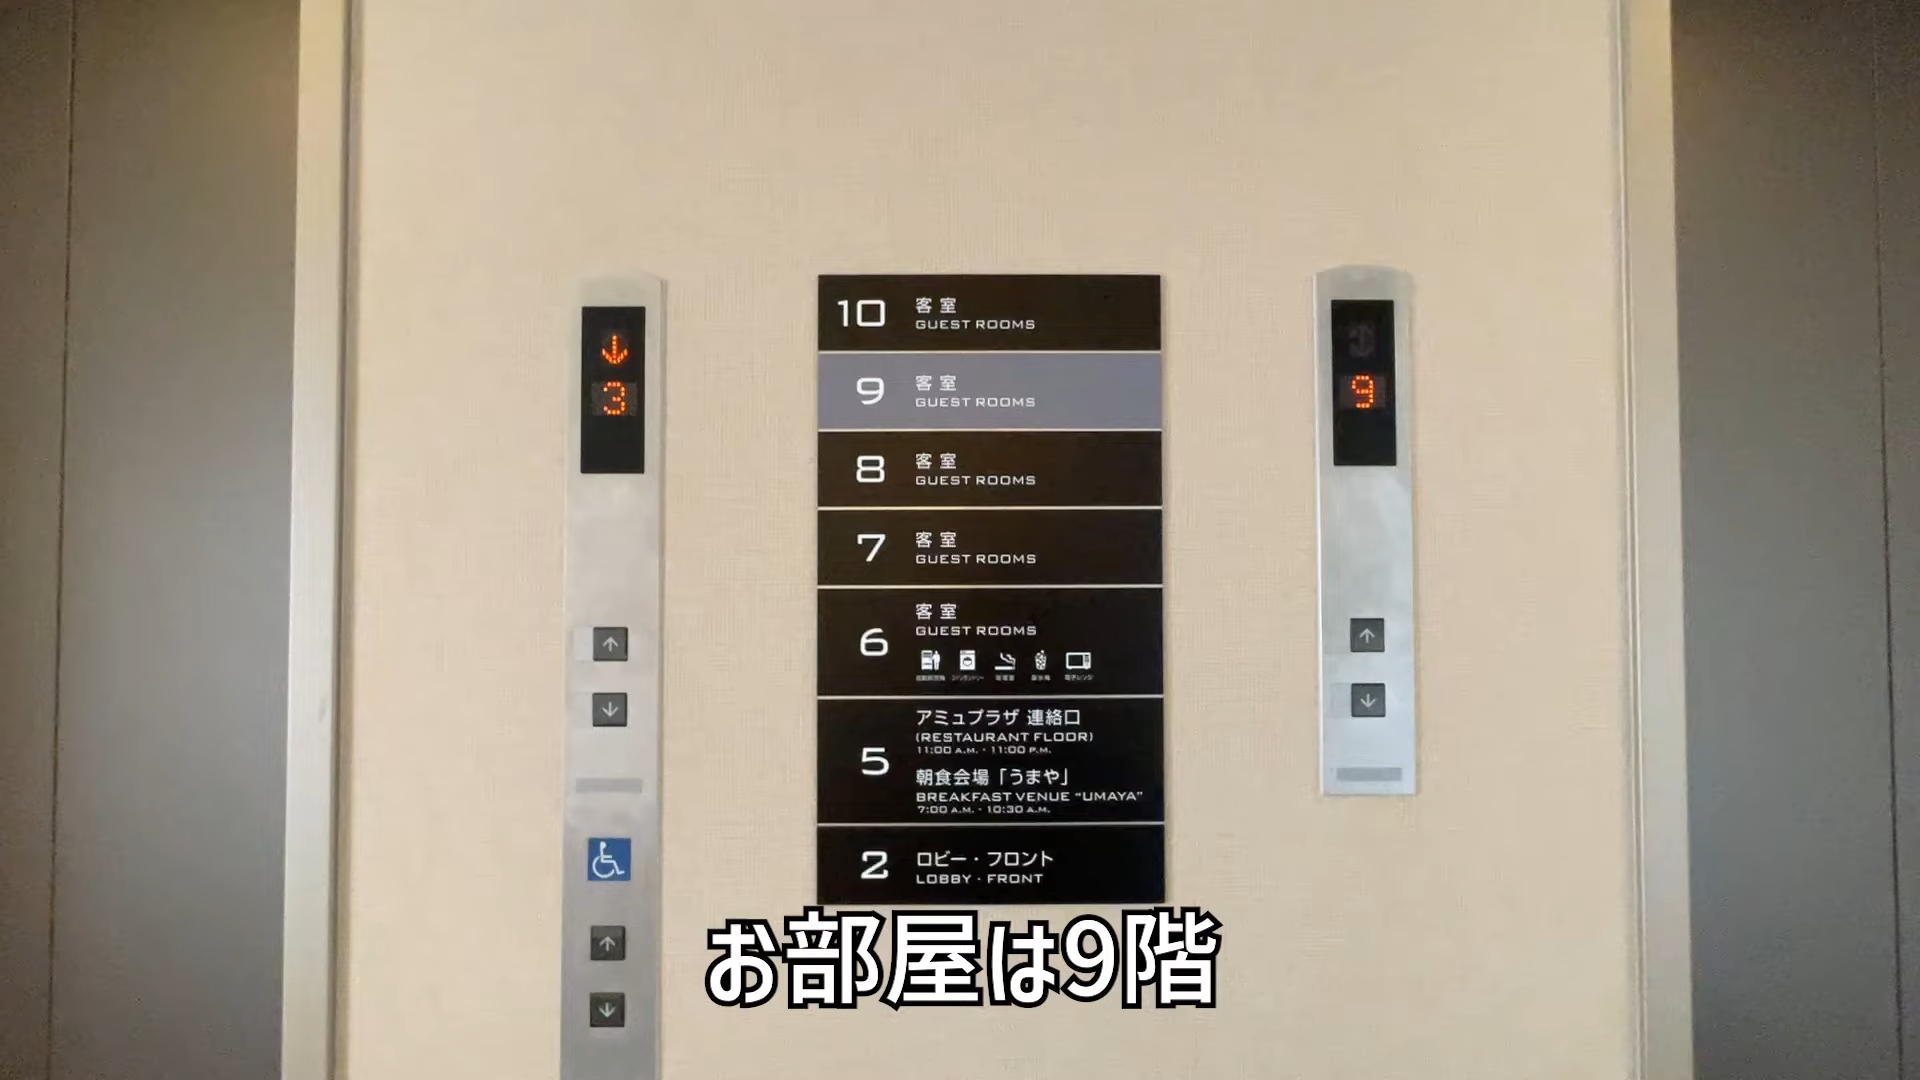 10 客室
GUEST ROOMS
9 客室
GUEST ROOMS
8 客室
GUEST ROOMS
7 客室
GUEST ROOMS
6 客室
GUEST ROOMS
5 アミュプラザ 連絡口
(RESTAURANT FLOOR)
11:00 A.M. - 11:00 P.M.
朝食会場「うまや」
BREAKFAST VENUE “UMAYA”
7:00 A.M. - 10:30 A.M.
2 ロビー・フロント
LOBBY・FRONT
3
9
お部屋は9階